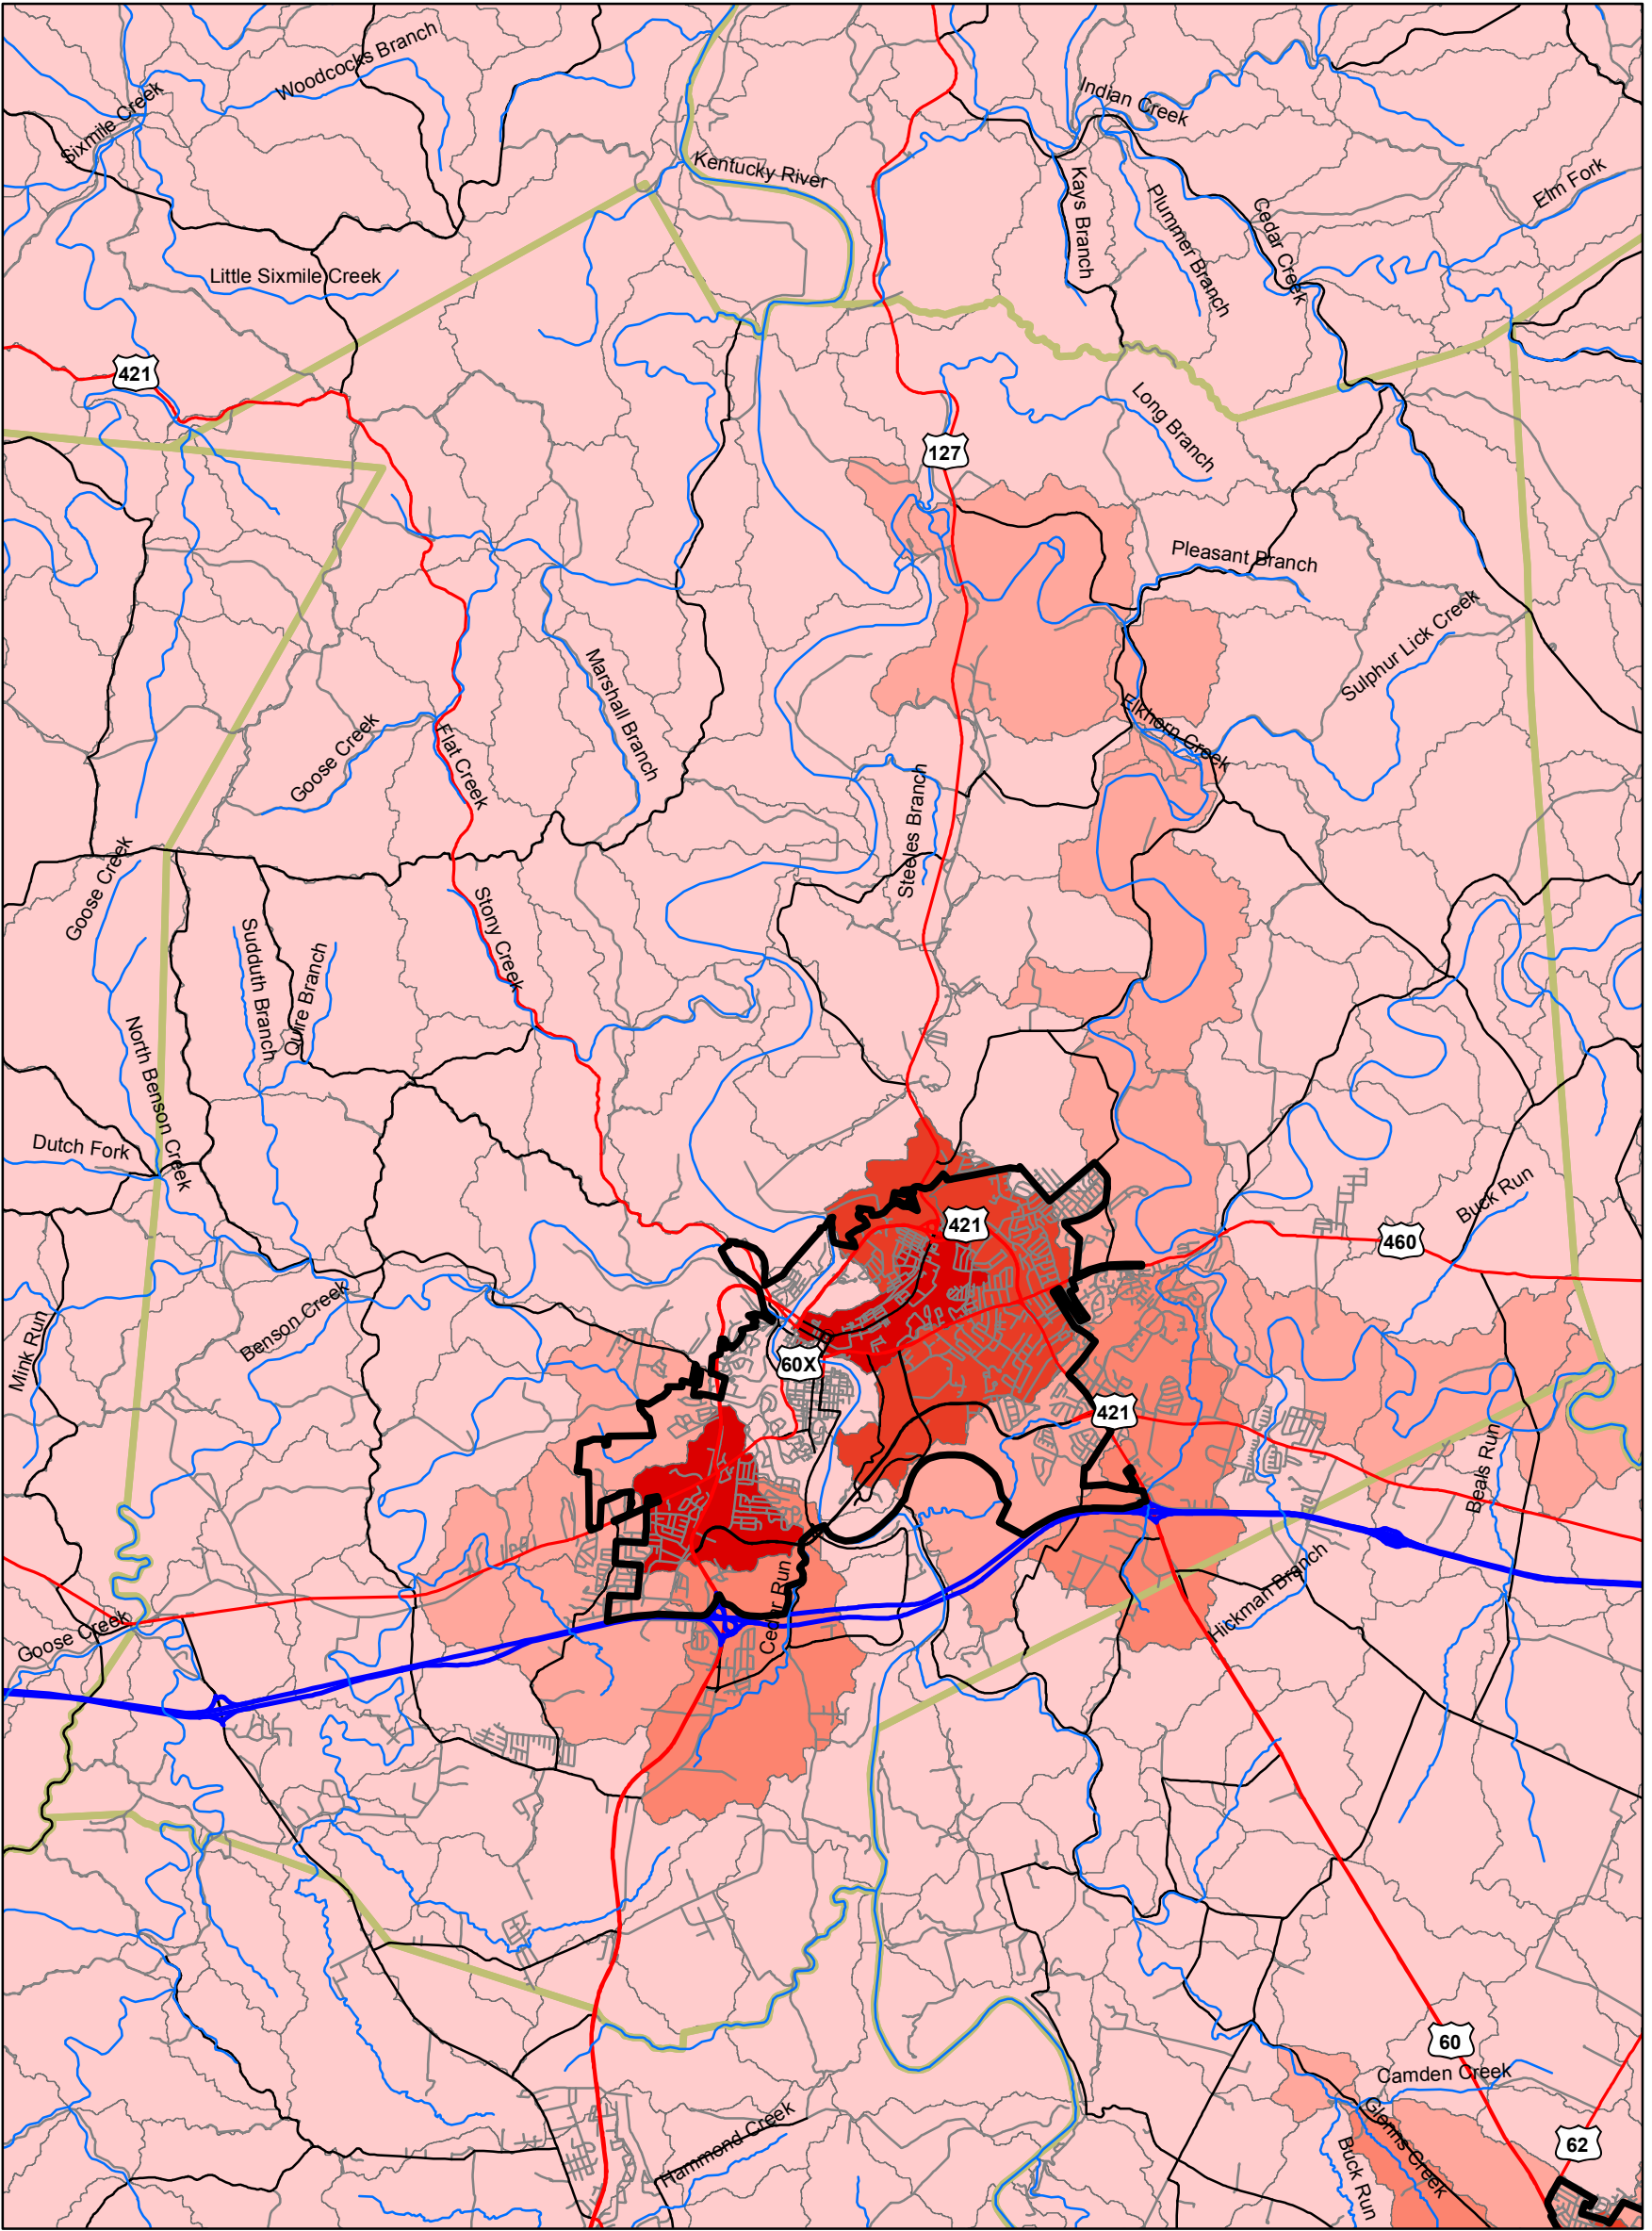 Woodcocks Branch
Sixmile Creek
Indian Creek
Kentucky River
Kays Branch
Plummer Branch
Elm Fork
Cedar Creek
Little Sixmile Creek
421
127
Long Branch
Pleasant Branch
Sulphur Lick Creek
Marshall Branch
Goose Creek
Flat Creek
Elkhorn Creek
Steeles Branch
Goose Creek
Stony Creek
Sudduth Branch
Quire Branch
North Benson Creek
Dutch Fork
Buck Run
421
460
Benson Creek
Mink Run
60X
421
Beals Run
Cedar Run
Hickman Branch
Goose Creek
60
Camden Creek
Glenns Creek
62
Buck Run
Hammond Creek